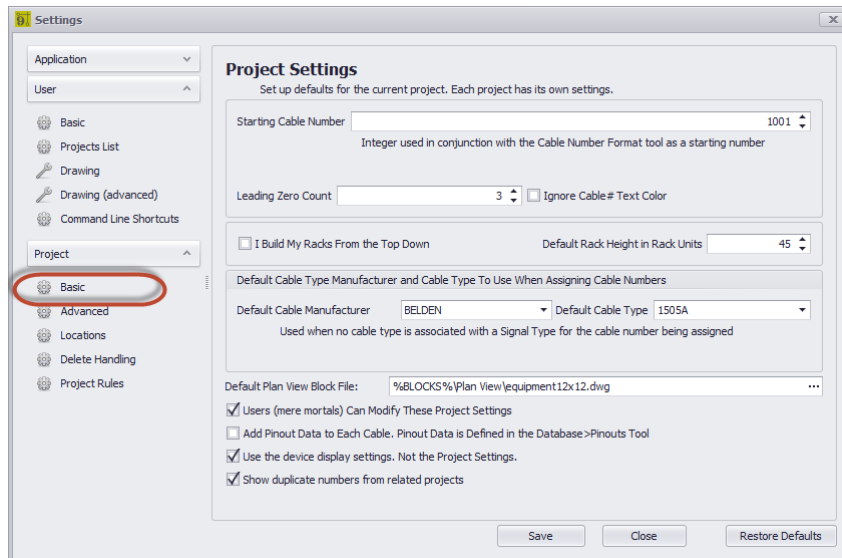 Settings
Application
User
Basic
Projects List
Drawing
Drawing (advanced)
Command Line Shortcuts
Project
Basic
Advanced
Locations
Delete Handling
Project Rules
Project Settings
Set up defaults for the current project. Each project has its own settings.
Starting Cable Number 1001
Integer used in conjunction with the Cable Number Format tool as a starting number
Leading Zero Count 3 Ignore Cable# Text Color
I Build My Racks From the Top Down Default Rack Height in Rack Units 45
Default Cable Type Manufacturer and Cable Type To Use When Assigning Cable Numbers
Default Cable Manufacturer BELDEN Default Cable Type 1505A
Used when no cable type is associated with a Signal Type for the cable number being assigned
Default Plan View Block File: %BLOCKS%\Plan View\equipment12x12.dwg ...
Users (mere mortals) Can Modify These Project Settings
Add Pinout Data to Each Cable. Pinout Data is Defined in the Database>Pinouts Tool
Use the device display settings. Not the Project Settings.
Show duplicate numbers from related projects
Save Close Restore Defaults